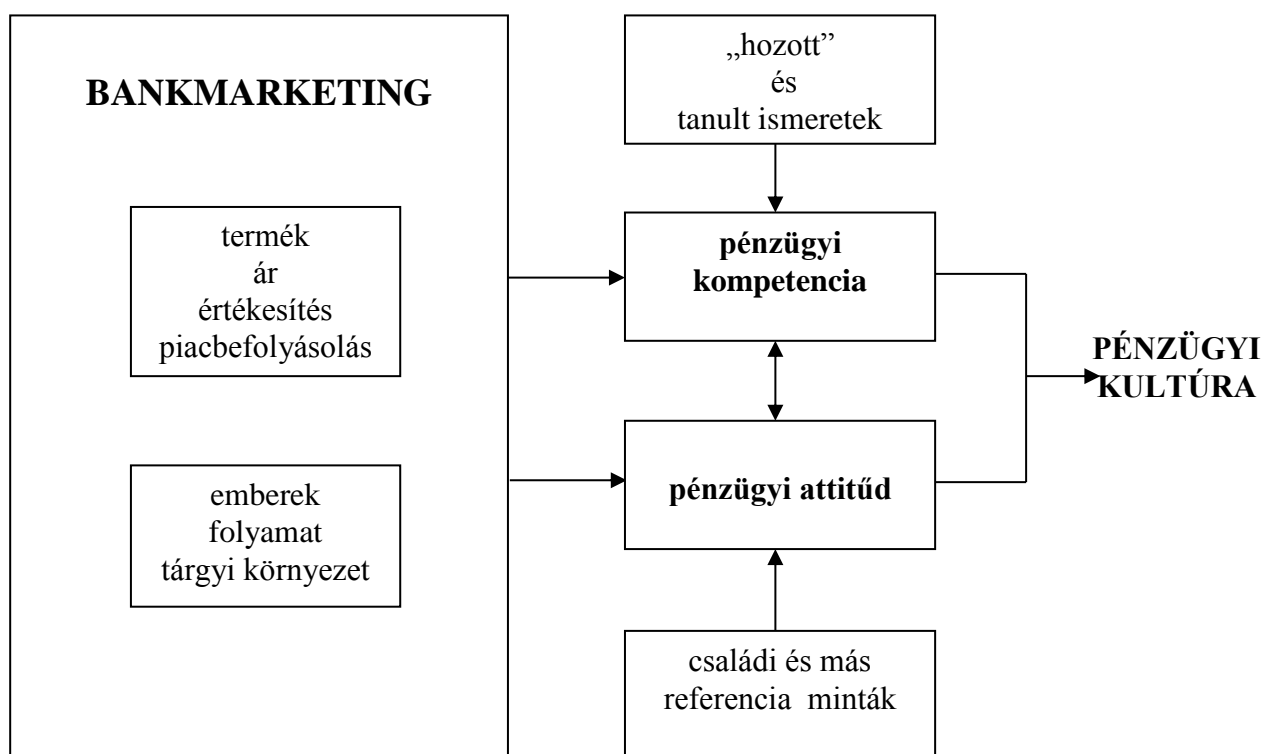 BANKMARKETING
termék
ár
értékesítés
piacbefolyásolás
emberek
folyamat
tárgyi környezet
„hozott”
és
tanult ismeretek
pénzügyi
kompetencia
pénzügyi attitűd
családi és más
referencia minták
PÉNZÜGYI
KULTÚRA